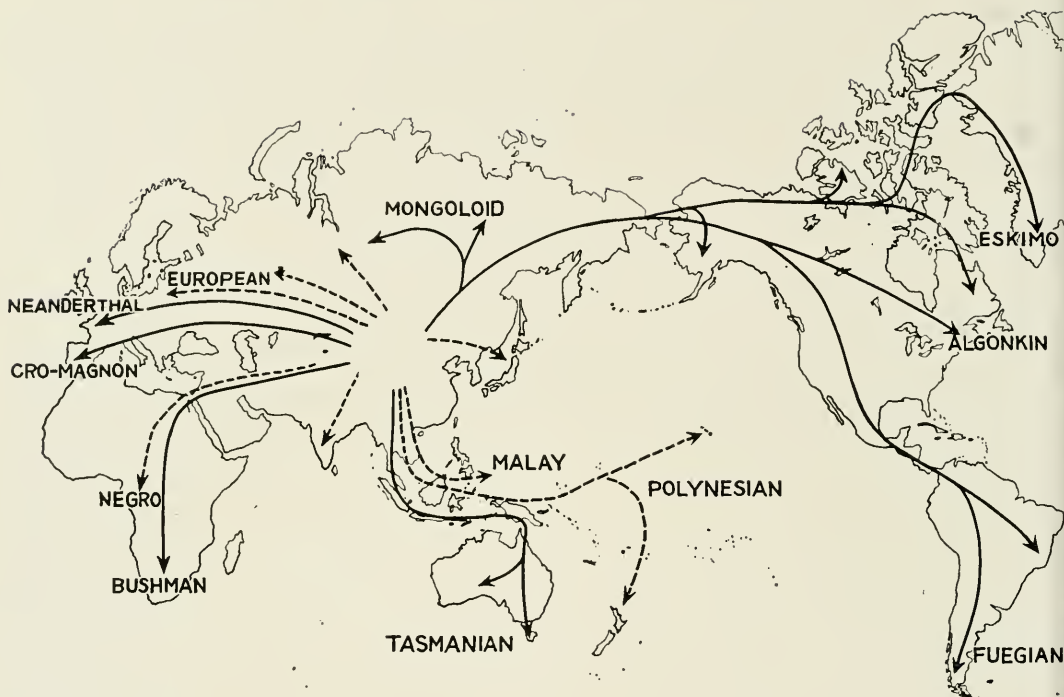 MONGOLOID
ESKIMO
EUROPEAN
NEANDERTHAL
ALGONKIN
CRO-MAGNON
MALAY
POLYNESIAN
NEGRO
BUSHMAN
TASMANIAN
FUEGIAN